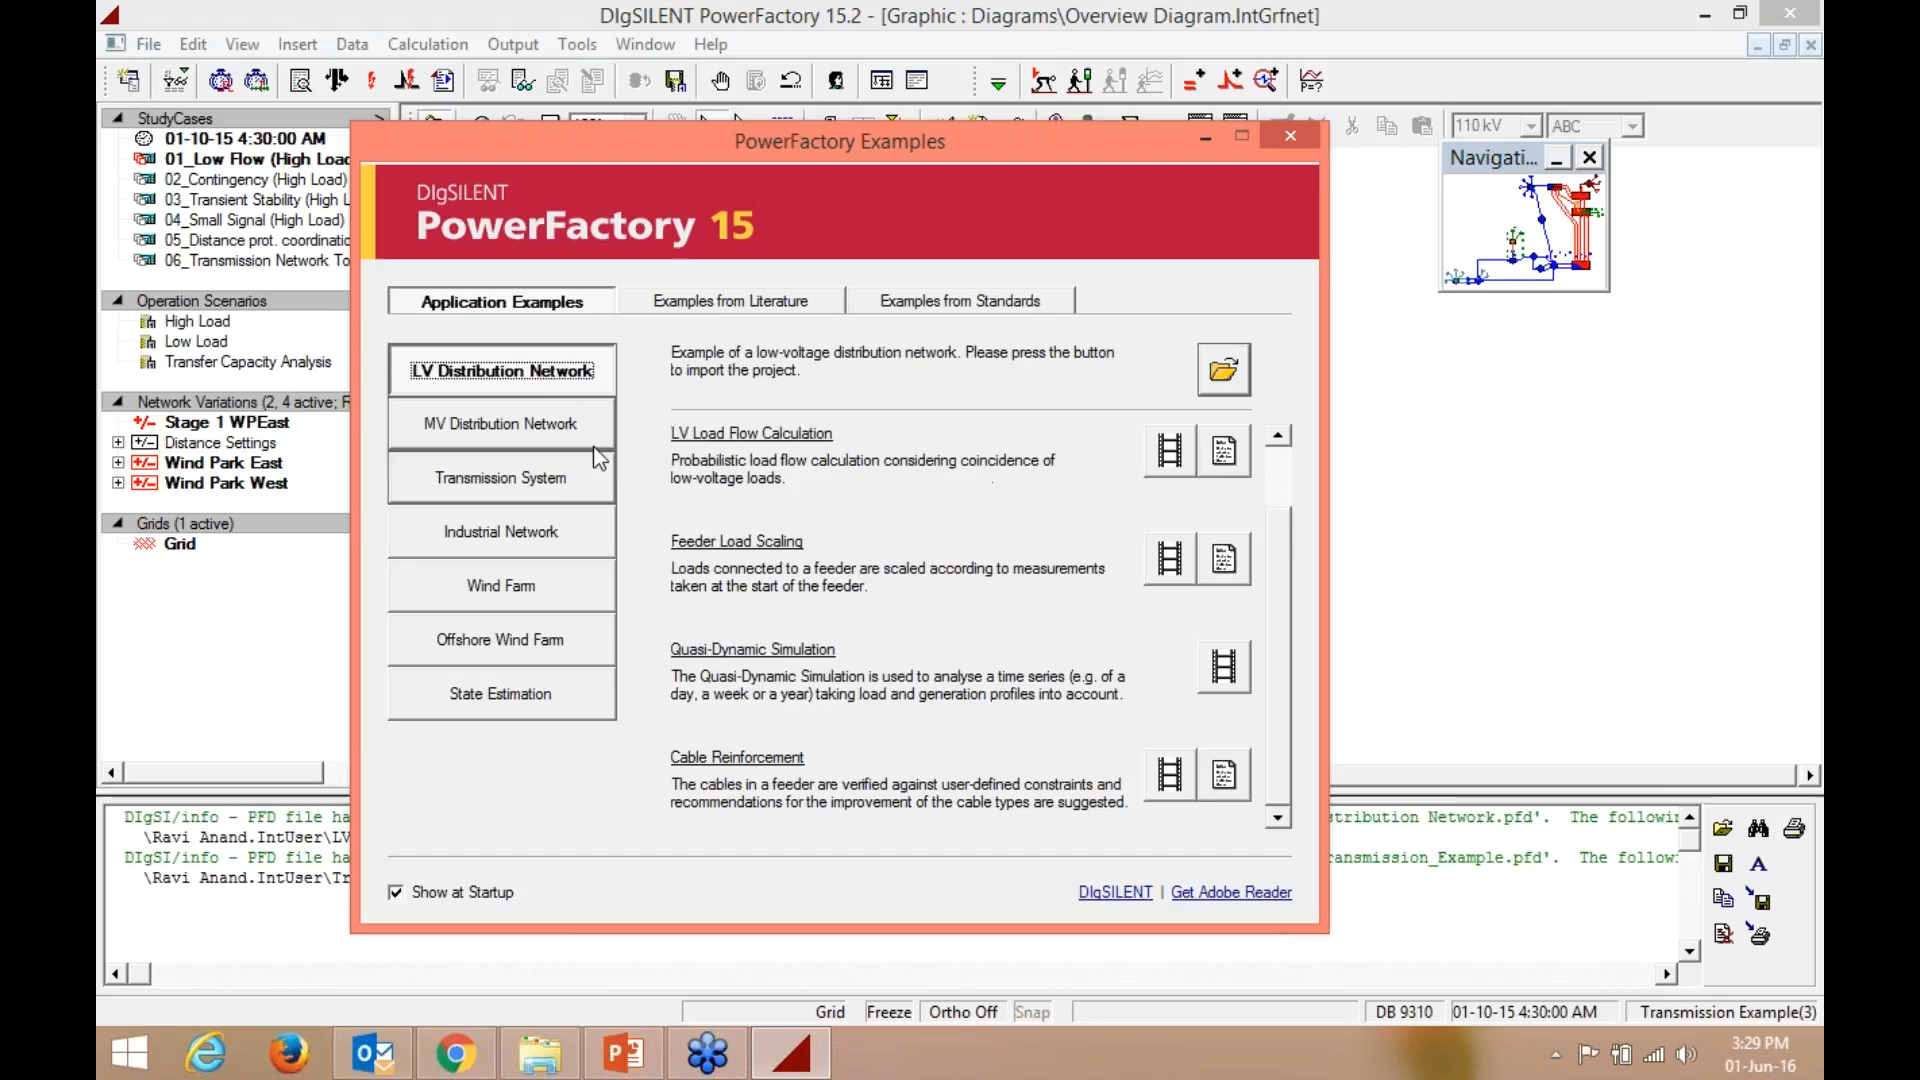 DIgSILENT PowerFactory 15.2 - [Graphic : Diagrams\Overview Diagram.IntGrfnet]
File Edit View Insert Data Calculation Output Tools Window Help
110 kV ABC
StudyCases
01-10-15 4:30:00 AM
01_Low Flow (High Load
02_Contingency (High Load)
03_Transient Stability (High L
04_Small Signal (High Load)
05_Distance prot. coordinatio
06_Transmission Network To
Operation Scenarios
High Load
Low Load
Transfer Capacity Analysis
Network Variations (2, 4 active; R
Stage 1 WPEast
Distance Settings
Wind Park East
Wind Park West
Grids (1 active)
Grid
PowerFactory Examples
DIgSILENT
PowerFactory 15
Application Examples
Examples from Literature
Examples from Standards
LV Distribution Network
MV Distribution Network
Transmission System
Industrial Network
Wind Farm
Offshore Wind Farm
State Estimation
Example of a low-voltage distribution network. Please press the button
to import the project.
LV Load Flow Calculation
Probabilistic load flow calculation considering coincidence of
low-voltage loads.
Feeder Load Scaling
Loads connected to a feeder are scaled according to measurements
taken at the start of the feeder.
Quasi-Dynamic Simulation
The Quasi-Dynamic Simulation is used to analyse a time series (e.g. of a
day, a week or a year) taking load and generation profiles into account.
Cable Reinforcement
The cables in a feeder are verified against user-defined constraints and
recommendations for the improvement of the cable types are suggested.
Show at Startup
DIgSILENT | Get Adobe Reader
Navigati...
DIgSI/info - PFD file ha
stribution Network.pfd'. The followin
\Ravi Anand.IntUser\LV
DIgSI/info - PFD file ha
ransmission_Example.pfd'. The follow
\Ravi Anand.IntUser\Tr
Grid Freeze Ortho Off Snap DB 9310 01-10-15 4:30:00 AM Transmission Example(3)
3:29 PM
01-Jun-16